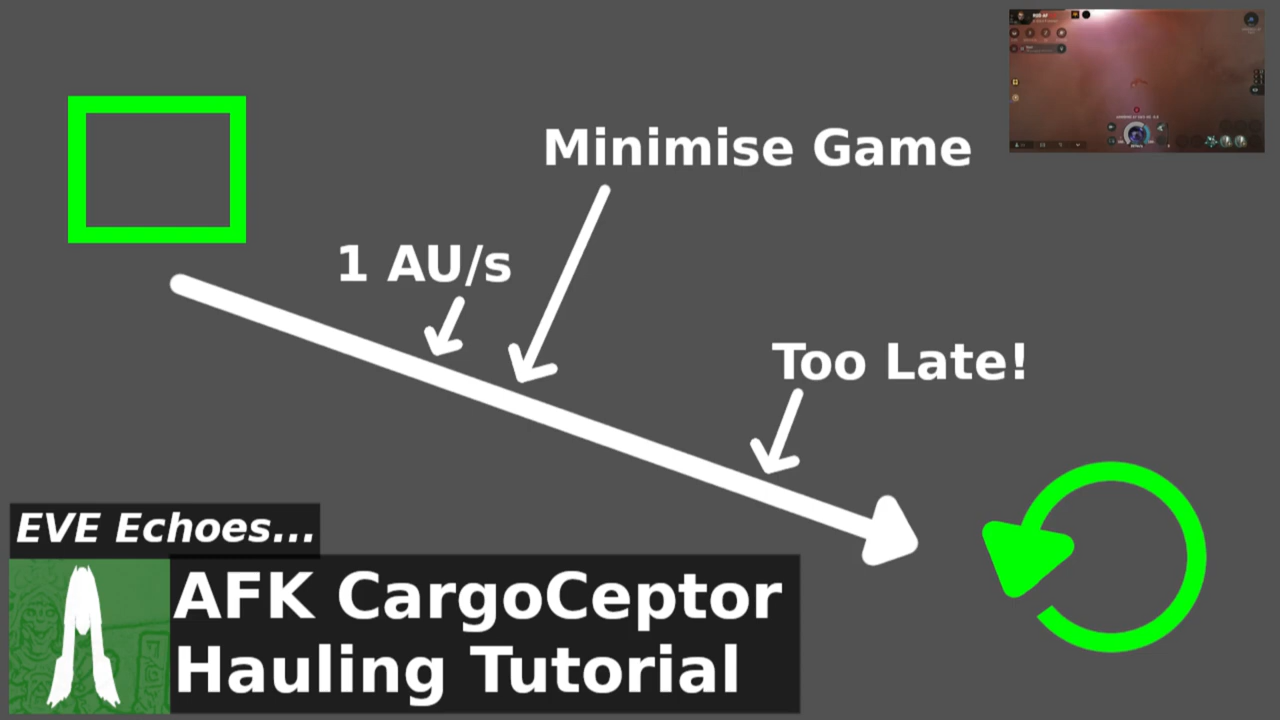 Minimise Game
1 AU/s
Too Late!
EVE Echoes...
AFK CargoCeptor
Hauling Tutorial